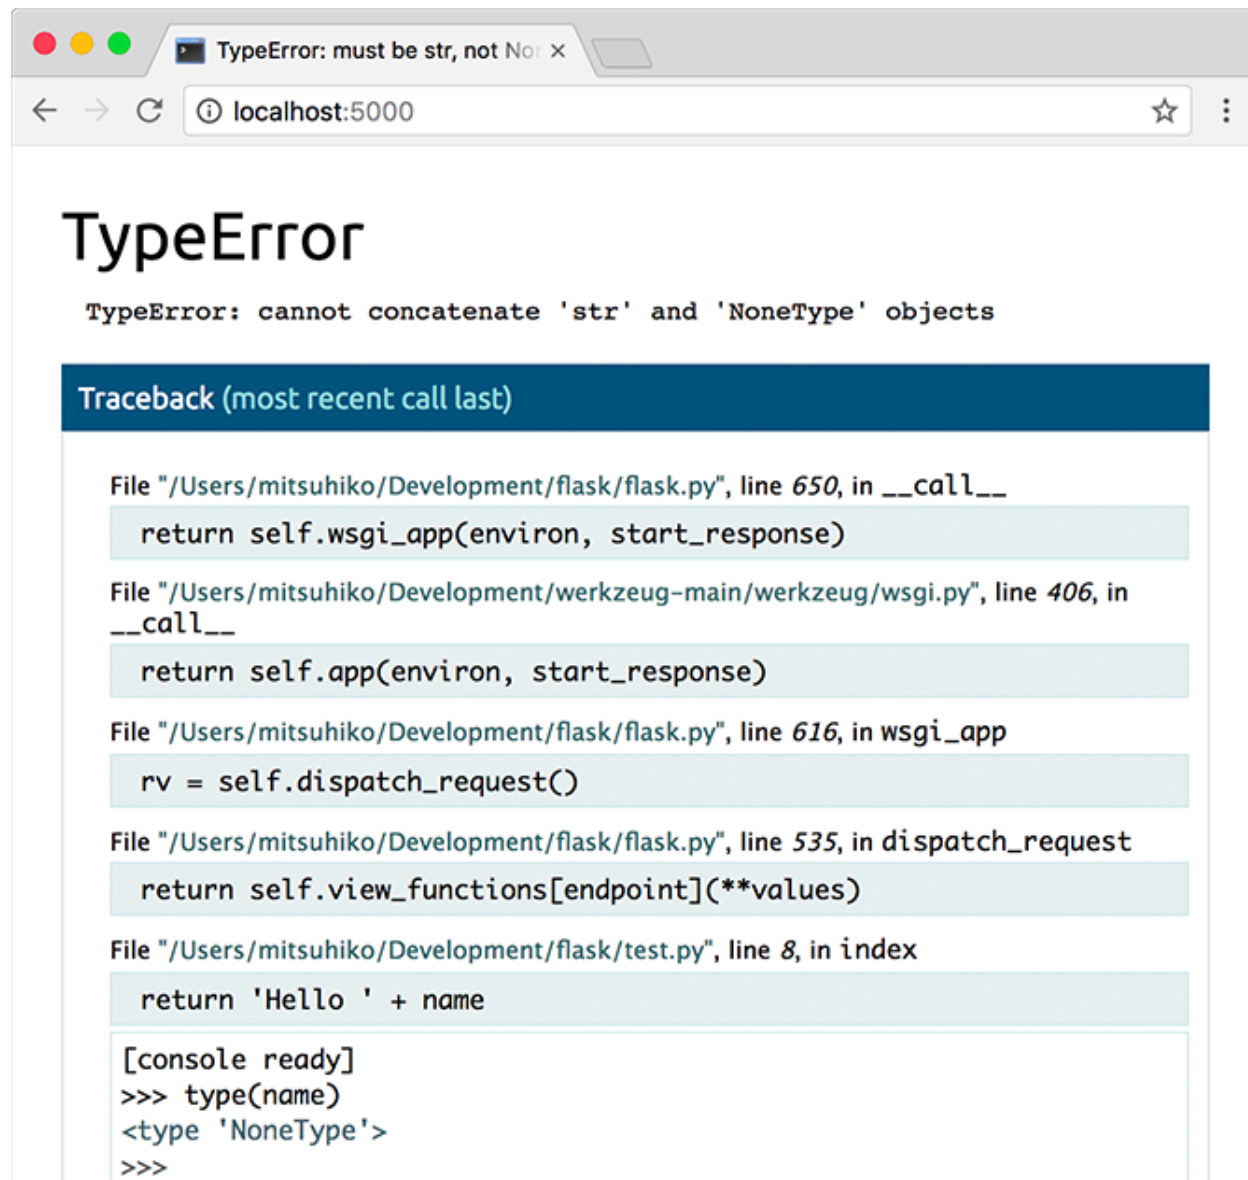 TypeError: must be str, not Non
localhost:5000
TypeError
TypeError: cannot concatenate 'str' and 'NoneType' objects
Traceback (most recent call last)
File "/Users/mitsuhiko/Development/flask/flask.py", line 650, in __call__
return self.wsgi_app(environ, start_response)
File "/Users/mitsuhiko/Development/werkzeug-main/werkzeug/wsgi.py", line 406, in
__call__
return self.app(environ, start_response)
File "/Users/mitsuhiko/Development/flask/flask.py", line 616, in wsgi_app
rv = self.dispatch_request()
File "/Users/mitsuhiko/Development/flask/flask.py", line 535, in dispatch_request
return self.view_functions[endpoint](**values)
File "/Users/mitsuhiko/Development/flask/test.py", line 8, in index
return 'Hello ' + name
[console ready]
>>> type(name)
<type 'NoneType'>
>>>